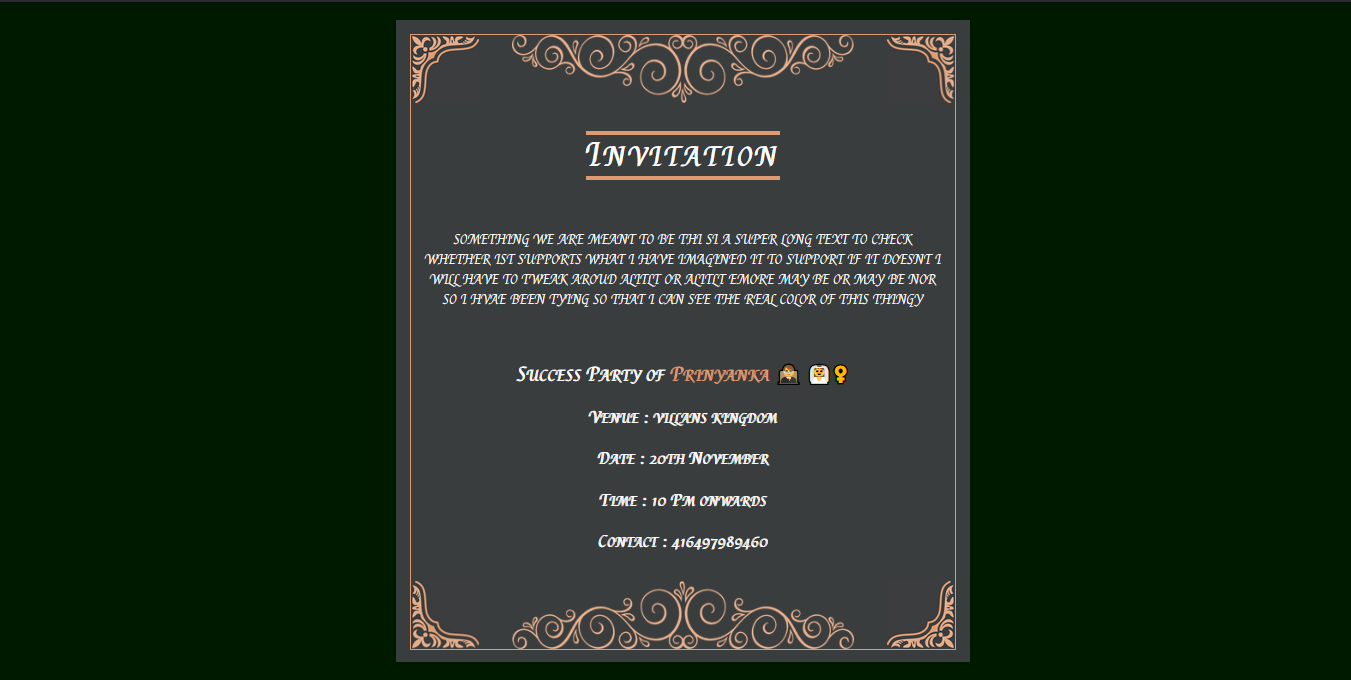 Invitation
SOMETHING WE ARE MEANT TO BE THI SI A SUPER LONG TEXT TO CHECK
WHETHER IST SUPPORTS WHAT I HAVE IMAGINED IT TO SUPPORT IF IT DOESNT I
WILL HAVE TO TWEAK AROUD ALITLT OR ALITLT EMORE MAY BE OR MAY BE NOR
SO I HVAE BEEN TYING SO THAT I CAN SEE THE REAL COLOR OF THIS THINGY
Success Party of Prinyanka
Venue : villans kingdom
Date : 20th November
Time : 10 Pm onwards
Contact : 416497989460